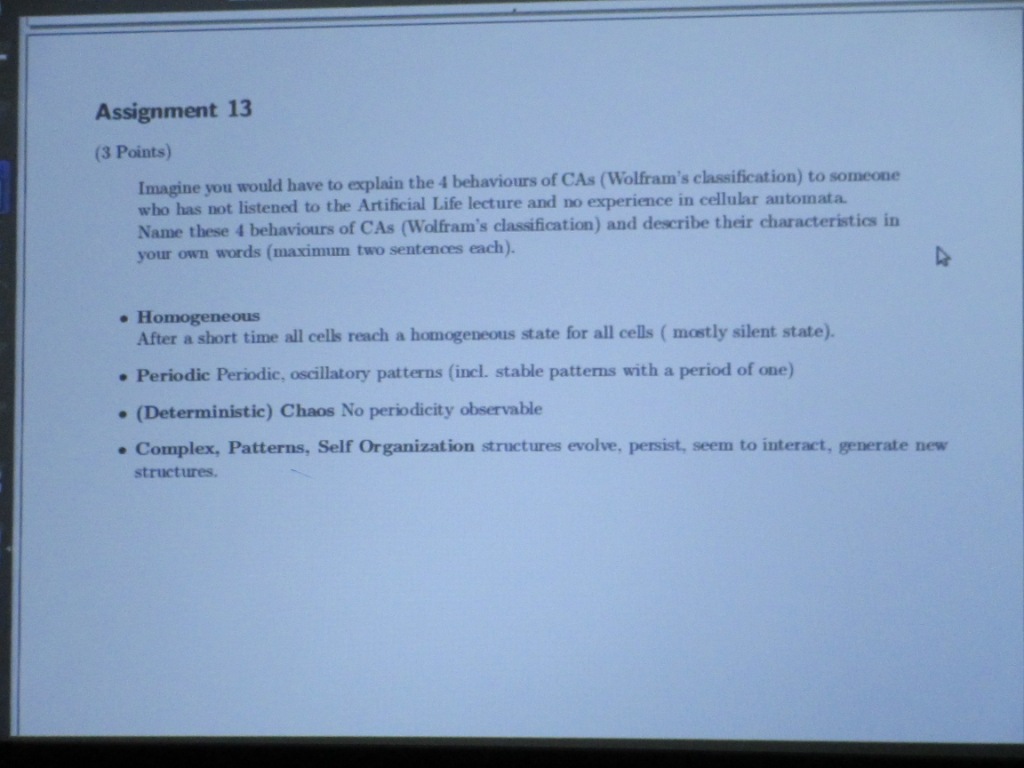 Assignment 13
(3 Points)
Imagine you would have to explain the 4 behaviours of CAs (Wolfram's classification) to someone
who has not listened to the Artificial Life lecture and no experience in cellular automata.
Name these 4 behaviours of CAs (Wolfram's classification) and describe their characteristics in
your own words (maximum two sentences each).
• Homogeneous
After a short time all cells reach a homogeneous state for all cells ( mostly silent state).
• Periodic Periodic, oscillatory patterns (incl. stable patterns with a period of one)
• (Deterministic) Chaos No periodicity observable
• Complex, Patterns, Self Organization structures evolve, persist, seem to interact, generate new
structures.